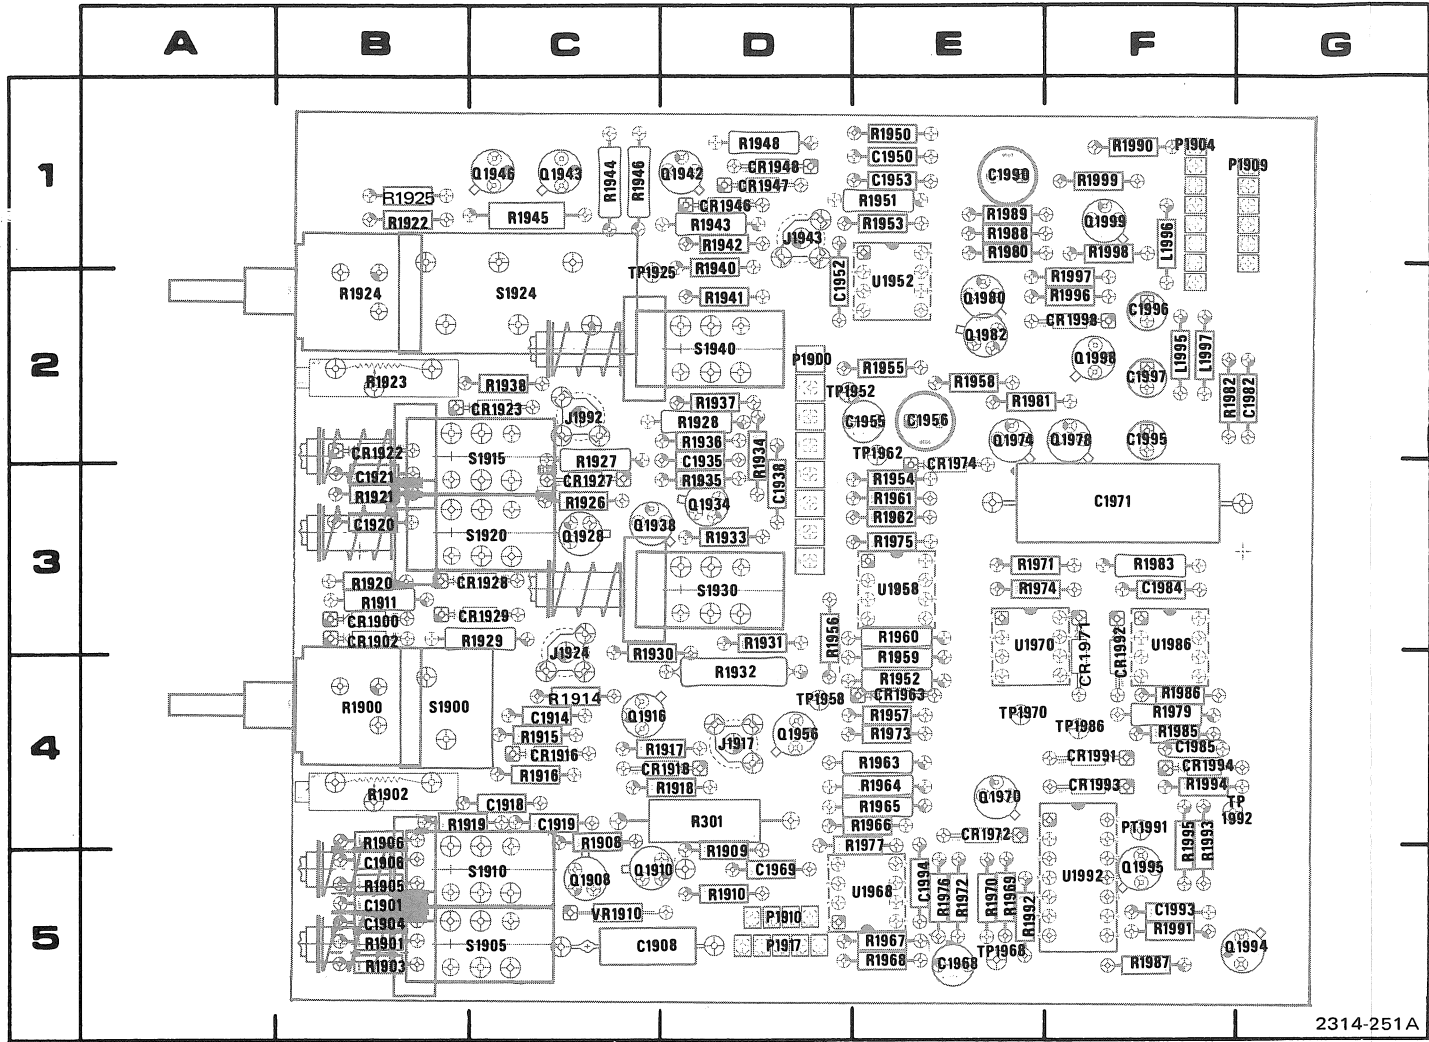 A B C D E F G
1
R1948 R1950 R1990 P1904
Q1946 Q1943 R1944 R1946 Q1942 CR1948 C1950 C1990 P1909
CR1947 C1953 R1999
R1925 CR1946 R1951
R1922 R1945 R1943 R1953 R1989 Q1999
R1942 J1943 R1988 L1996
R1980 R1998
TP1925 R1940 C1952 U1952 R1997
R1924 S1924 R1941 Q1980 R1996
CR1998 C1996
2
S1940 Q1982 L1995 L1997
P1900 Q1998
R1923 R1938 R1955 C1997
TP1952 R1958 R1982 C1982
CR1923 R1937 R1981
J1992 R1928 C1955 C1956
CR1922 R1936 R1934 Q1974 Q1978 C1995
S1915 R1927 C1935 TP1962 CR1974
C1921 CR1927 R1935 C1938 R1954
R1921 R1926 Q1934 R1961 C1971
C1920 Q1938 R1962
3
S1920 Q1928 R1933 R1975
R1971 R1983
R1920 CR1928 S1930 U1958 R1974 C1984
R1911
CR1900 CR1929 R1956
CR1902 R1929 R1931 R1960 U1970 CR1971 CR1992 U1986
J1924 R1930 R1959
R1932 R1952
R1900 S1900 R1914 TP1958 CR1963 R1986
C1914 Q1916 R1957 TP1970 R1979
R1915 Q1956 R1973 TP1986 R1985
4
CR1916 R1917 J1917 C1985
R1916 CR1918 R1963 CR1991 CR1994
R1902 R1918 R1964 CR1993 R1994
C1918 R1965 Q1970 TP
1992
R1919 C1919 R301 R1966 PT1991 R1995 R1993
R1906 R1908 R1977 CR1972
C1906 R1909
S1910 Q1908 Q1910 C1969 U1968 C1994 R1976 R1972 R1970 R1969 U1992 Q1995
R1905 R1910 R1992
C1901 VR1910 C1993
C1904 P1910 R1991
5
R1901 S1905 C1908 P1917 R1967 Q1994
R1903 R1968 C1968 TP1968 R1987
2314-251A